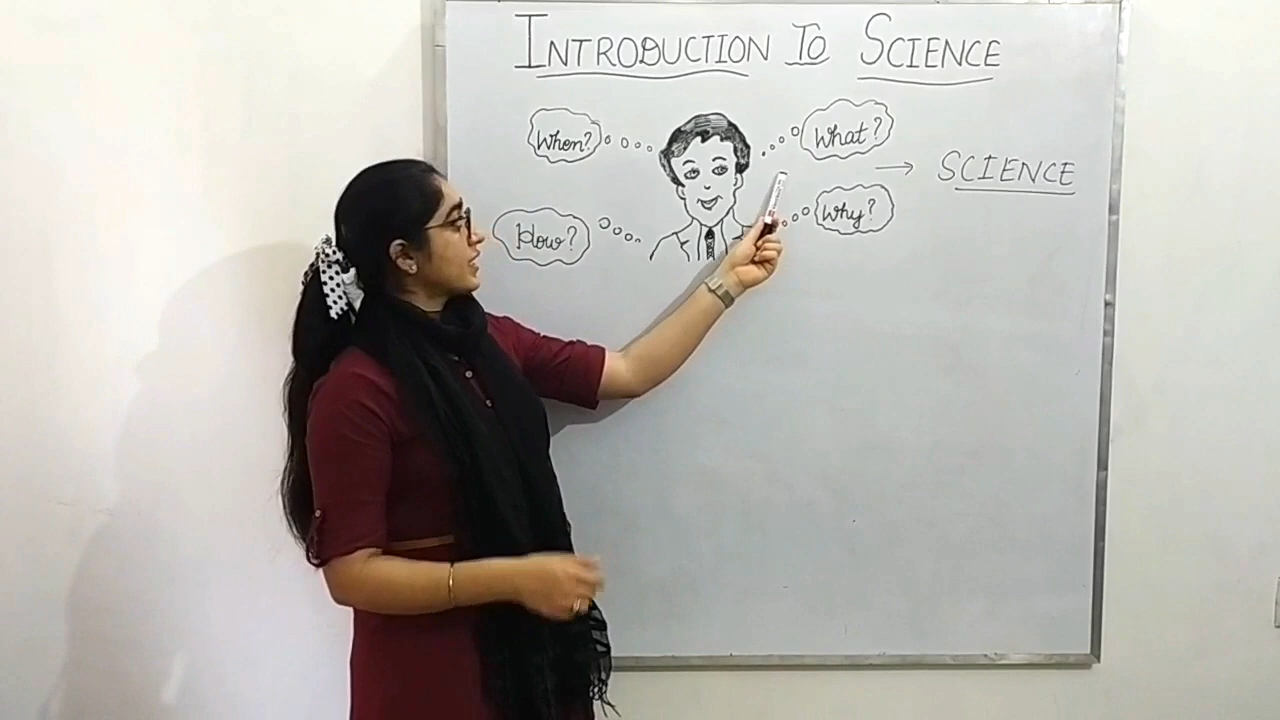 INTRODUCTION TO SCIENCE
When?
What?
SCIENCE
How?
Why?